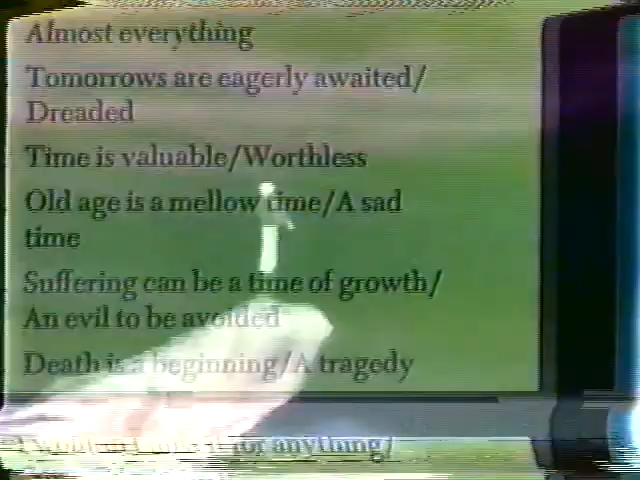 Almost everything
Tomorrows are eagerly awaited/
Dreaded
Time is valuable/Worthless
Old age is a mellow time/A sad
time
Suffering can be a time of growth/
An evil to be avoided
Death is a beginning/A tragedy
for anything/